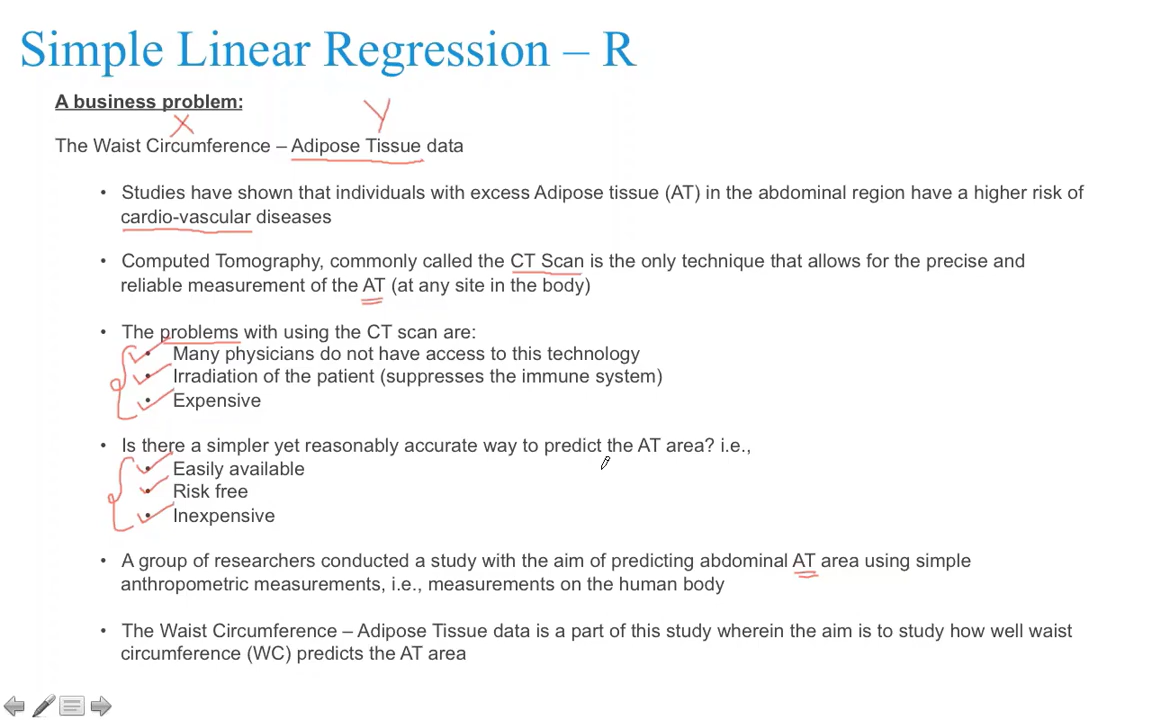 Simple Linear Regression – R
A business problem:
X Y
The Waist Circumference – Adipose Tissue data
• Studies have shown that individuals with excess Adipose tissue (AT) in the abdominal region have a higher risk of
cardio-vascular diseases
• Computed Tomography, commonly called the CT Scan is the only technique that allows for the precise and
reliable measurement of the AT (at any site in the body)
• The problems with using the CT scan are:
• Many physicians do not have access to this technology
• Irradiation of the patient (suppresses the immune system)
• Expensive
• Is there a simpler yet reasonably accurate way to predict the AT area? i.e.,
• Easily available
• Risk free
• Inexpensive
• A group of researchers conducted a study with the aim of predicting abdominal AT area using simple
anthropometric measurements, i.e., measurements on the human body
• The Waist Circumference – Adipose Tissue data is a part of this study wherein the aim is to study how well waist
circumference (WC) predicts the AT area